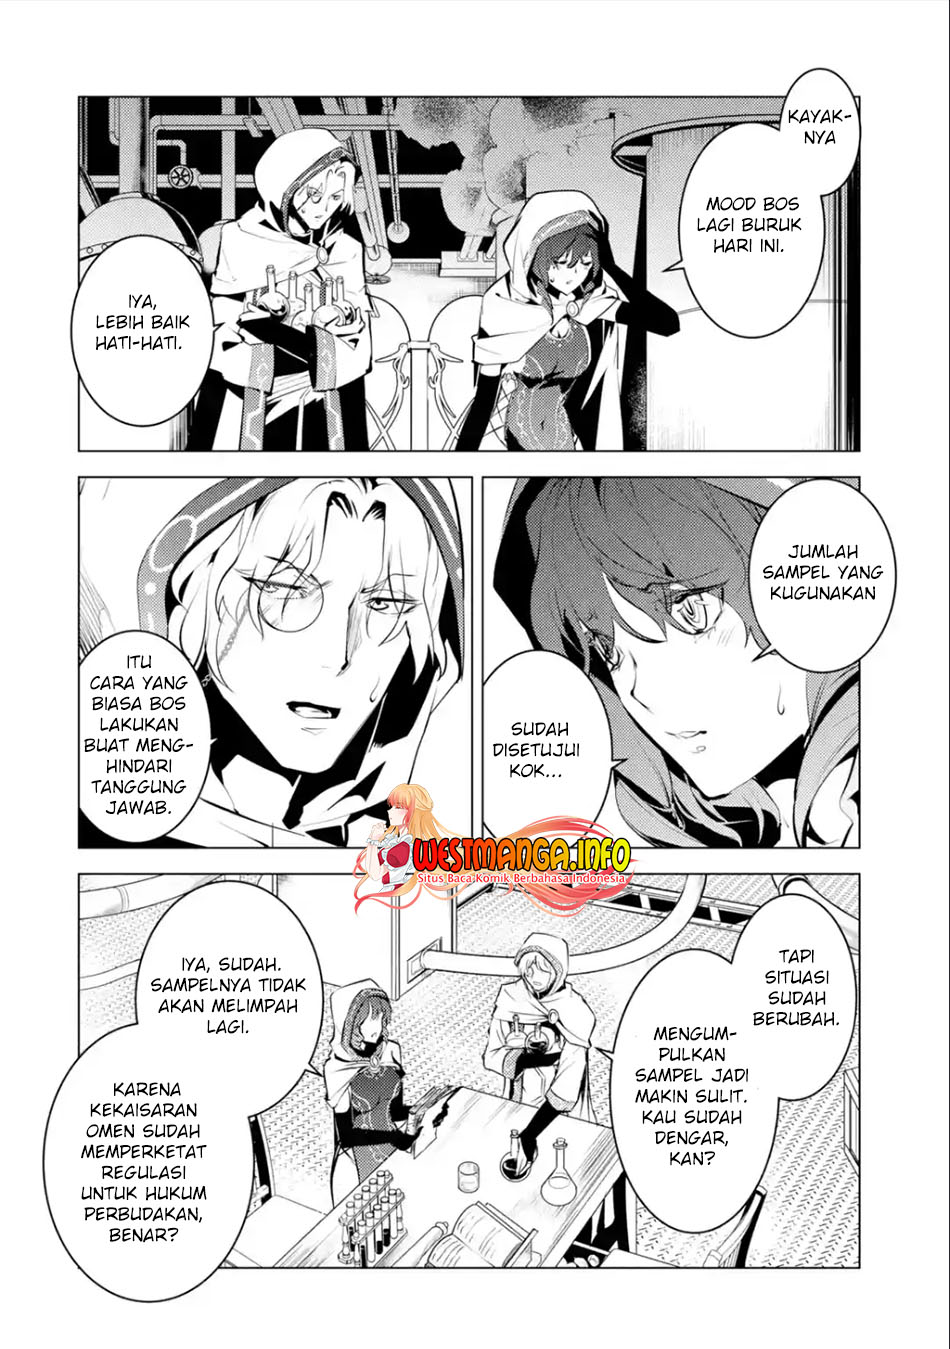 KAYAK-
NYA
MOOD BOS
LAGI BURUK
HARI INI.
IYA,
LEBIH BAIK
HATI-HATI.
JUMLAH
SAMPEL YANG
KUGUNAKAN
SUDAH
DISETUJUI
KOK...
ITU
CARA YANG
BIASA BOS
LAKUKAN
BUAT MENG-
HINDARI
TANGGUNG
JAWAB.
WESTMANGA.INFO
Situs Baca Komik Berbahasa Indonesia
TAPI
SITUASI
SUDAH
BERUBAH.
MENGUM-
PULKAN
SAMPEL JADI
MAKIN SULIT.
KAU SUDAH
DENGAR,
KAN?
IYA, SUDAH.
SAMPELNYA TIDAK
AKAN MELIMPAH
LAGI.
KARENA
KEKAISARAN
OMEN SUDAH
MEMPERKETAT
REGULASI
UNTUK HUKUM
PERBUDAKAN,
BENAR?